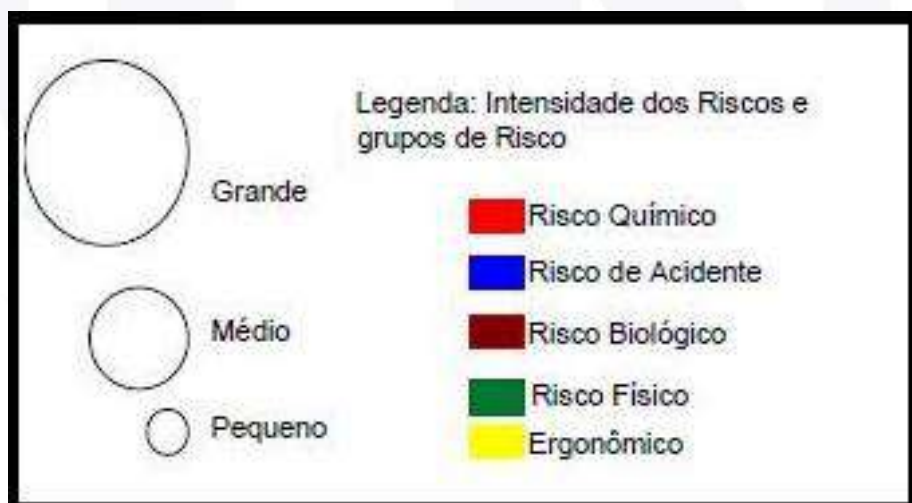 Legenda: Intensidade dos Riscos e
grupos de Risco
Grande
Médio
Pequeno
Risco Químico
Risco de Acidente
Risco Biológico
Risco Físico
Ergonômico